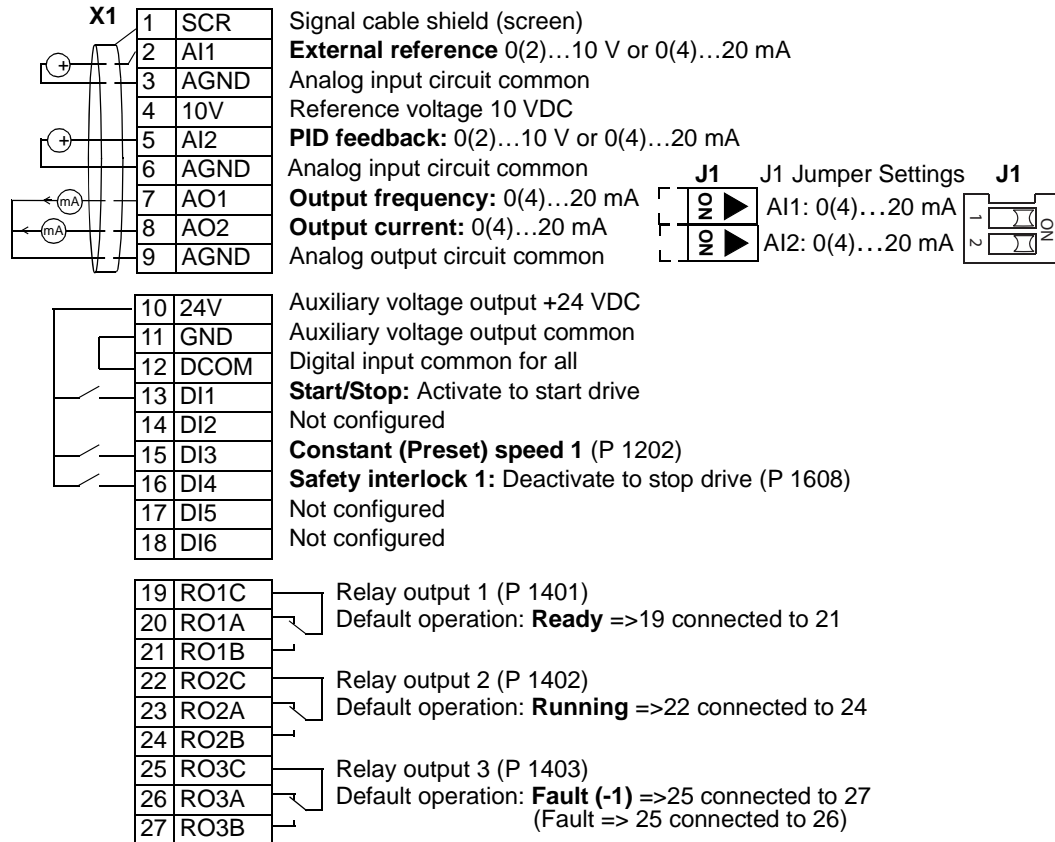 X1
1 SCR Signal cable shield (screen)
2 AI1 External reference 0(2)…10 V or 0(4)…20 mA
+
3 AGND Analog input circuit common
4 10V Reference voltage 10 VDC
5 AI2 PID feedback: 0(2)…10 V or 0(4)…20 mA
+
6 AGND Analog input circuit common
J1 J1 Jumper Settings J1
7 AO1 Output frequency: 0(4)…20 mA
mA
ON AI1: 0(4)…20 mA
8 AO2 Output current: 0(4)…20 mA
mA
ON AI2: 0(4)…20 mA
1 2 ON
9 AGND Analog output circuit common
10 24V Auxiliary voltage output +24 VDC
11 GND Auxiliary voltage output common
12 DCOM Digital input common for all
13 DI1 Start/Stop: Activate to start drive
14 DI2 Not configured
15 DI3 Constant (Preset) speed 1 (P 1202)
16 DI4 Safety interlock 1: Deactivate to stop drive (P 1608)
17 DI5 Not configured
18 DI6 Not configured
19 RO1C Relay output 1 (P 1401)
20 RO1A Default operation: Ready =>19 connected to 21
21 RO1B
22 RO2C Relay output 2 (P 1402)
23 RO2A Default operation: Running =>22 connected to 24
24 RO2B
25 RO3C Relay output 3 (P 1403)
26 RO3A Default operation: Fault (-1) =>25 connected to 27
27 RO3B (Fault => 25 connected to 26)